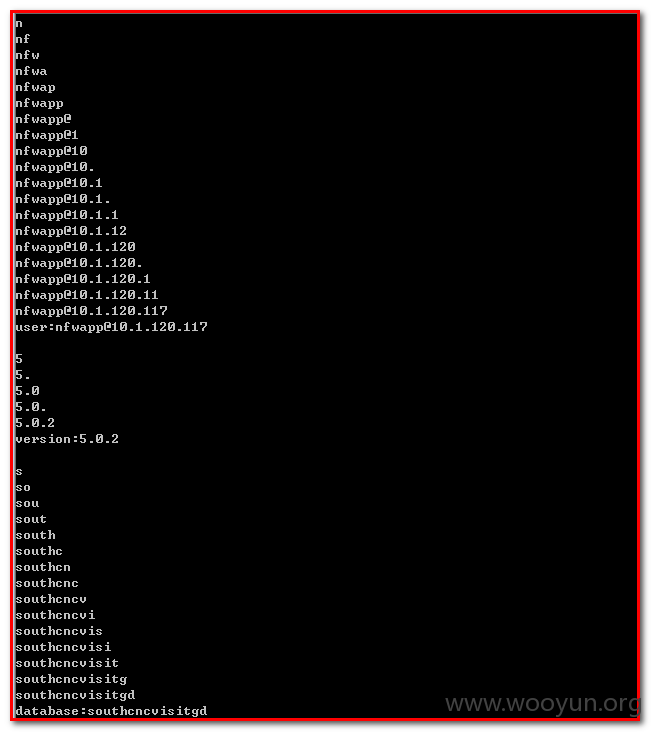 n
nf
nfw
nfwa
nfwap
nfwapp
nfwapp@
nfwapp@1
nfwapp@10
nfwapp@10.
nfwapp@10.1
nfwapp@10.1.
nfwapp@10.1.1
nfwapp@10.1.12
nfwapp@10.1.120
nfwapp@10.1.120.
nfwapp@10.1.120.1
nfwapp@10.1.120.11
nfwapp@10.1.120.117
user:nfwapp@10.1.120.117
5
5.
5.0
5.0.
5.0.2
version:5.0.2
s
so
sou
sout
south
southc
southcn
southcnc
southcncv
southcncvi
southcncvis
southcncvisi
southcncvisit
southcncvisitg
southcncvisitgd
database:southcncvisitgd
www.wooyun.org